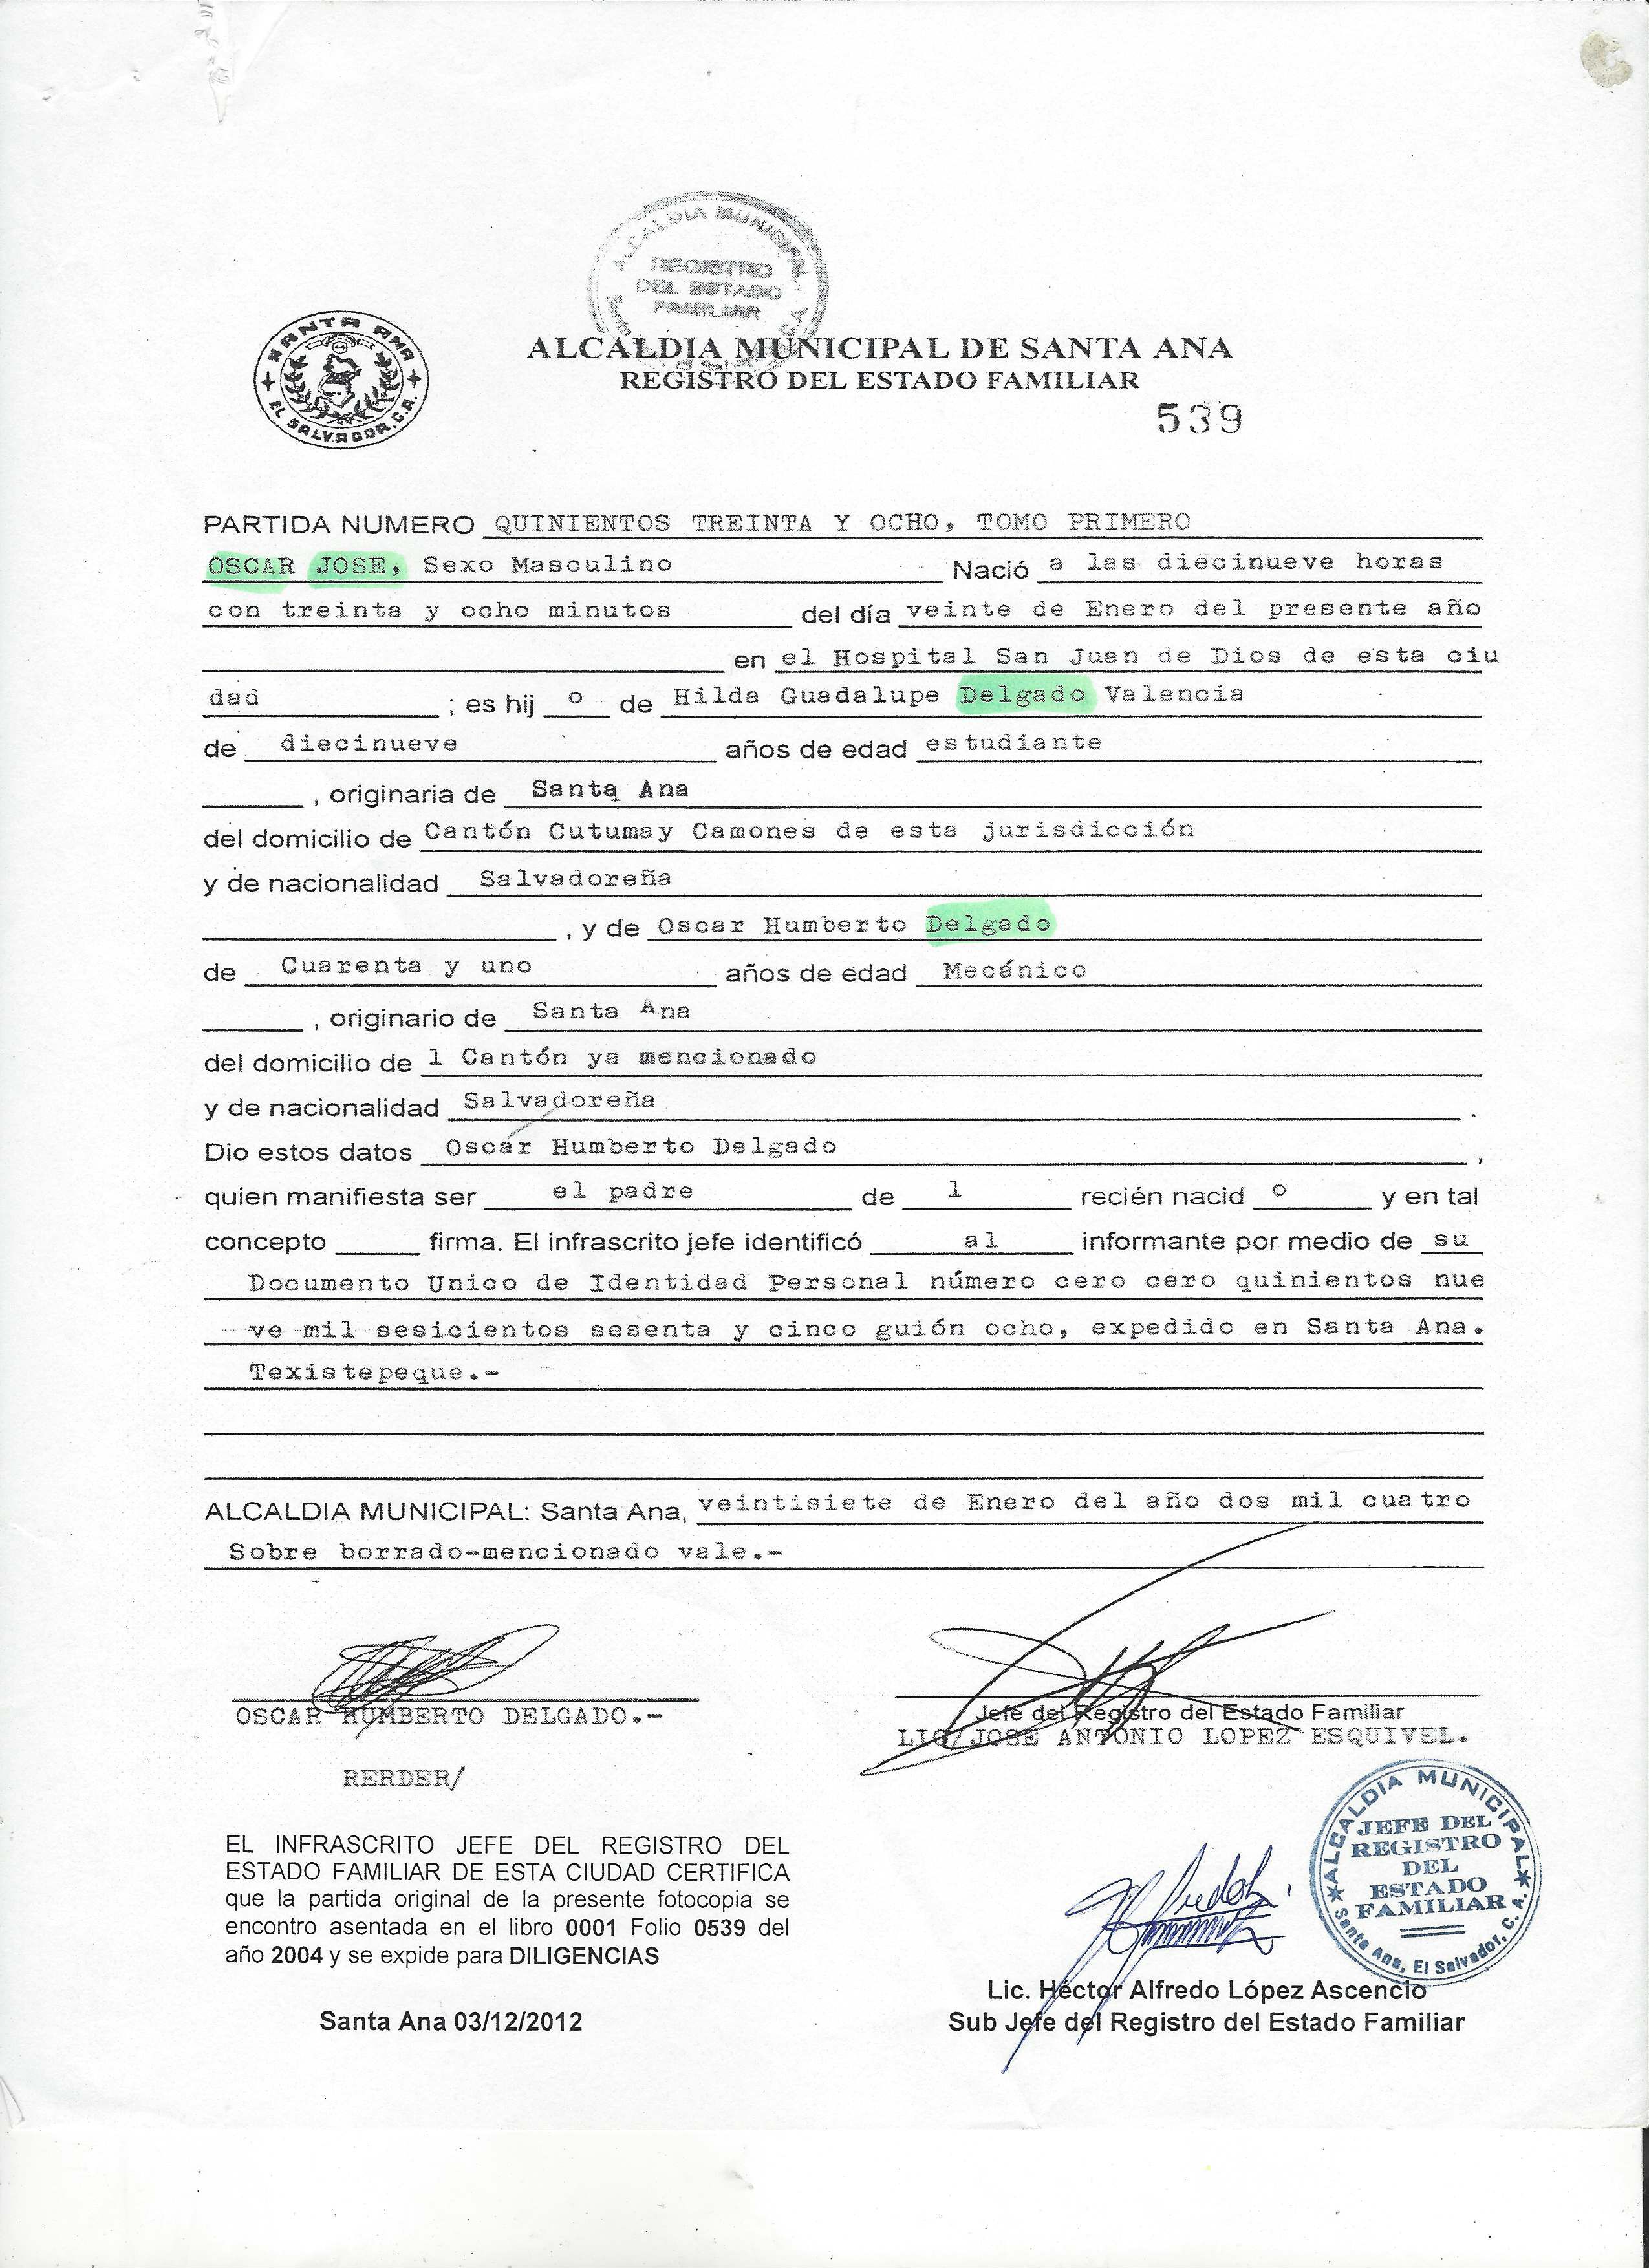 ALCALDIA MUNICIPAL
REGISTRO
DEL ESTADO
FAMILIAR
SANTA ANA
EL SALVADOR, C.A.
ALCALDIA MUNICIPAL DE SANTA ANA
REGISTRO DEL ESTADO FAMILIAR
539
PARTIDA NUMERO QUINIENTOS TREINTA Y OCHO, TOMO PRIMERO
OSCAR JOSE, Sexo Masculino Nació a las diecinueve horas
con treinta y ocho minutos del día veinte de Enero del presente año
en el Hospital San Juan de Dios de esta ciu
dad ; es hij o de Hilda Guadalupe Delgado Valencia
de diecinueve años de edad estudiante
, originaria de Santa Ana
del domicilio de Cantón Cutumay Camones de esta jurisdicción
y de nacionalidad Salvadoreña
, y de Oscar Humberto Delgado
de Cuarenta y uno años de edad Mecánico
, originario de Santa Ana
del domicilio de l Cantón ya mencionado
y de nacionalidad Salvadoreña .
Dio estos datos Oscar Humberto Delgado ,
quien manifiesta ser el padre de l recién nacid o y en tal
concepto firma. El infrascrito jefe identificó al informante por medio de su
Documento Unico de Identidad Personal número cero cero quinientos nue
ve mil sesicientos sesenta y cinco guión ocho, expedido en Santa Ana.
Texistepeque.-
ALCALDIA MUNICIPAL: Santa Ana, veintisiete de Enero del año dos mil cuatro
Sobre borrado-mencionado vale.-
OSCAR HUMBERTO DELGADO.-
Jefe del Registro del Estado Familiar
LIC/JOSE ANTONIO LOPEZ ESQUIVEL.
RERDER/
EL INFRASCRITO JEFE DEL REGISTRO DEL
ESTADO FAMILIAR DE ESTA CIUDAD CERTIFICA
que la partida original de la presente fotocopia se
encontro asentada en el libro 0001 Folio 0539 del
año 2004 y se expide para DILIGENCIAS
Santa Ana 03/12/2012
ALCALDIA MUNICIPAL
JEFE DEL
REGISTRO
DEL
ESTADO
FAMILIAR
Santa Ana, El Salvador, C. A.
Lic. Héctor Alfredo López Ascencio
Sub Jefe del Registro del Estado Familiar